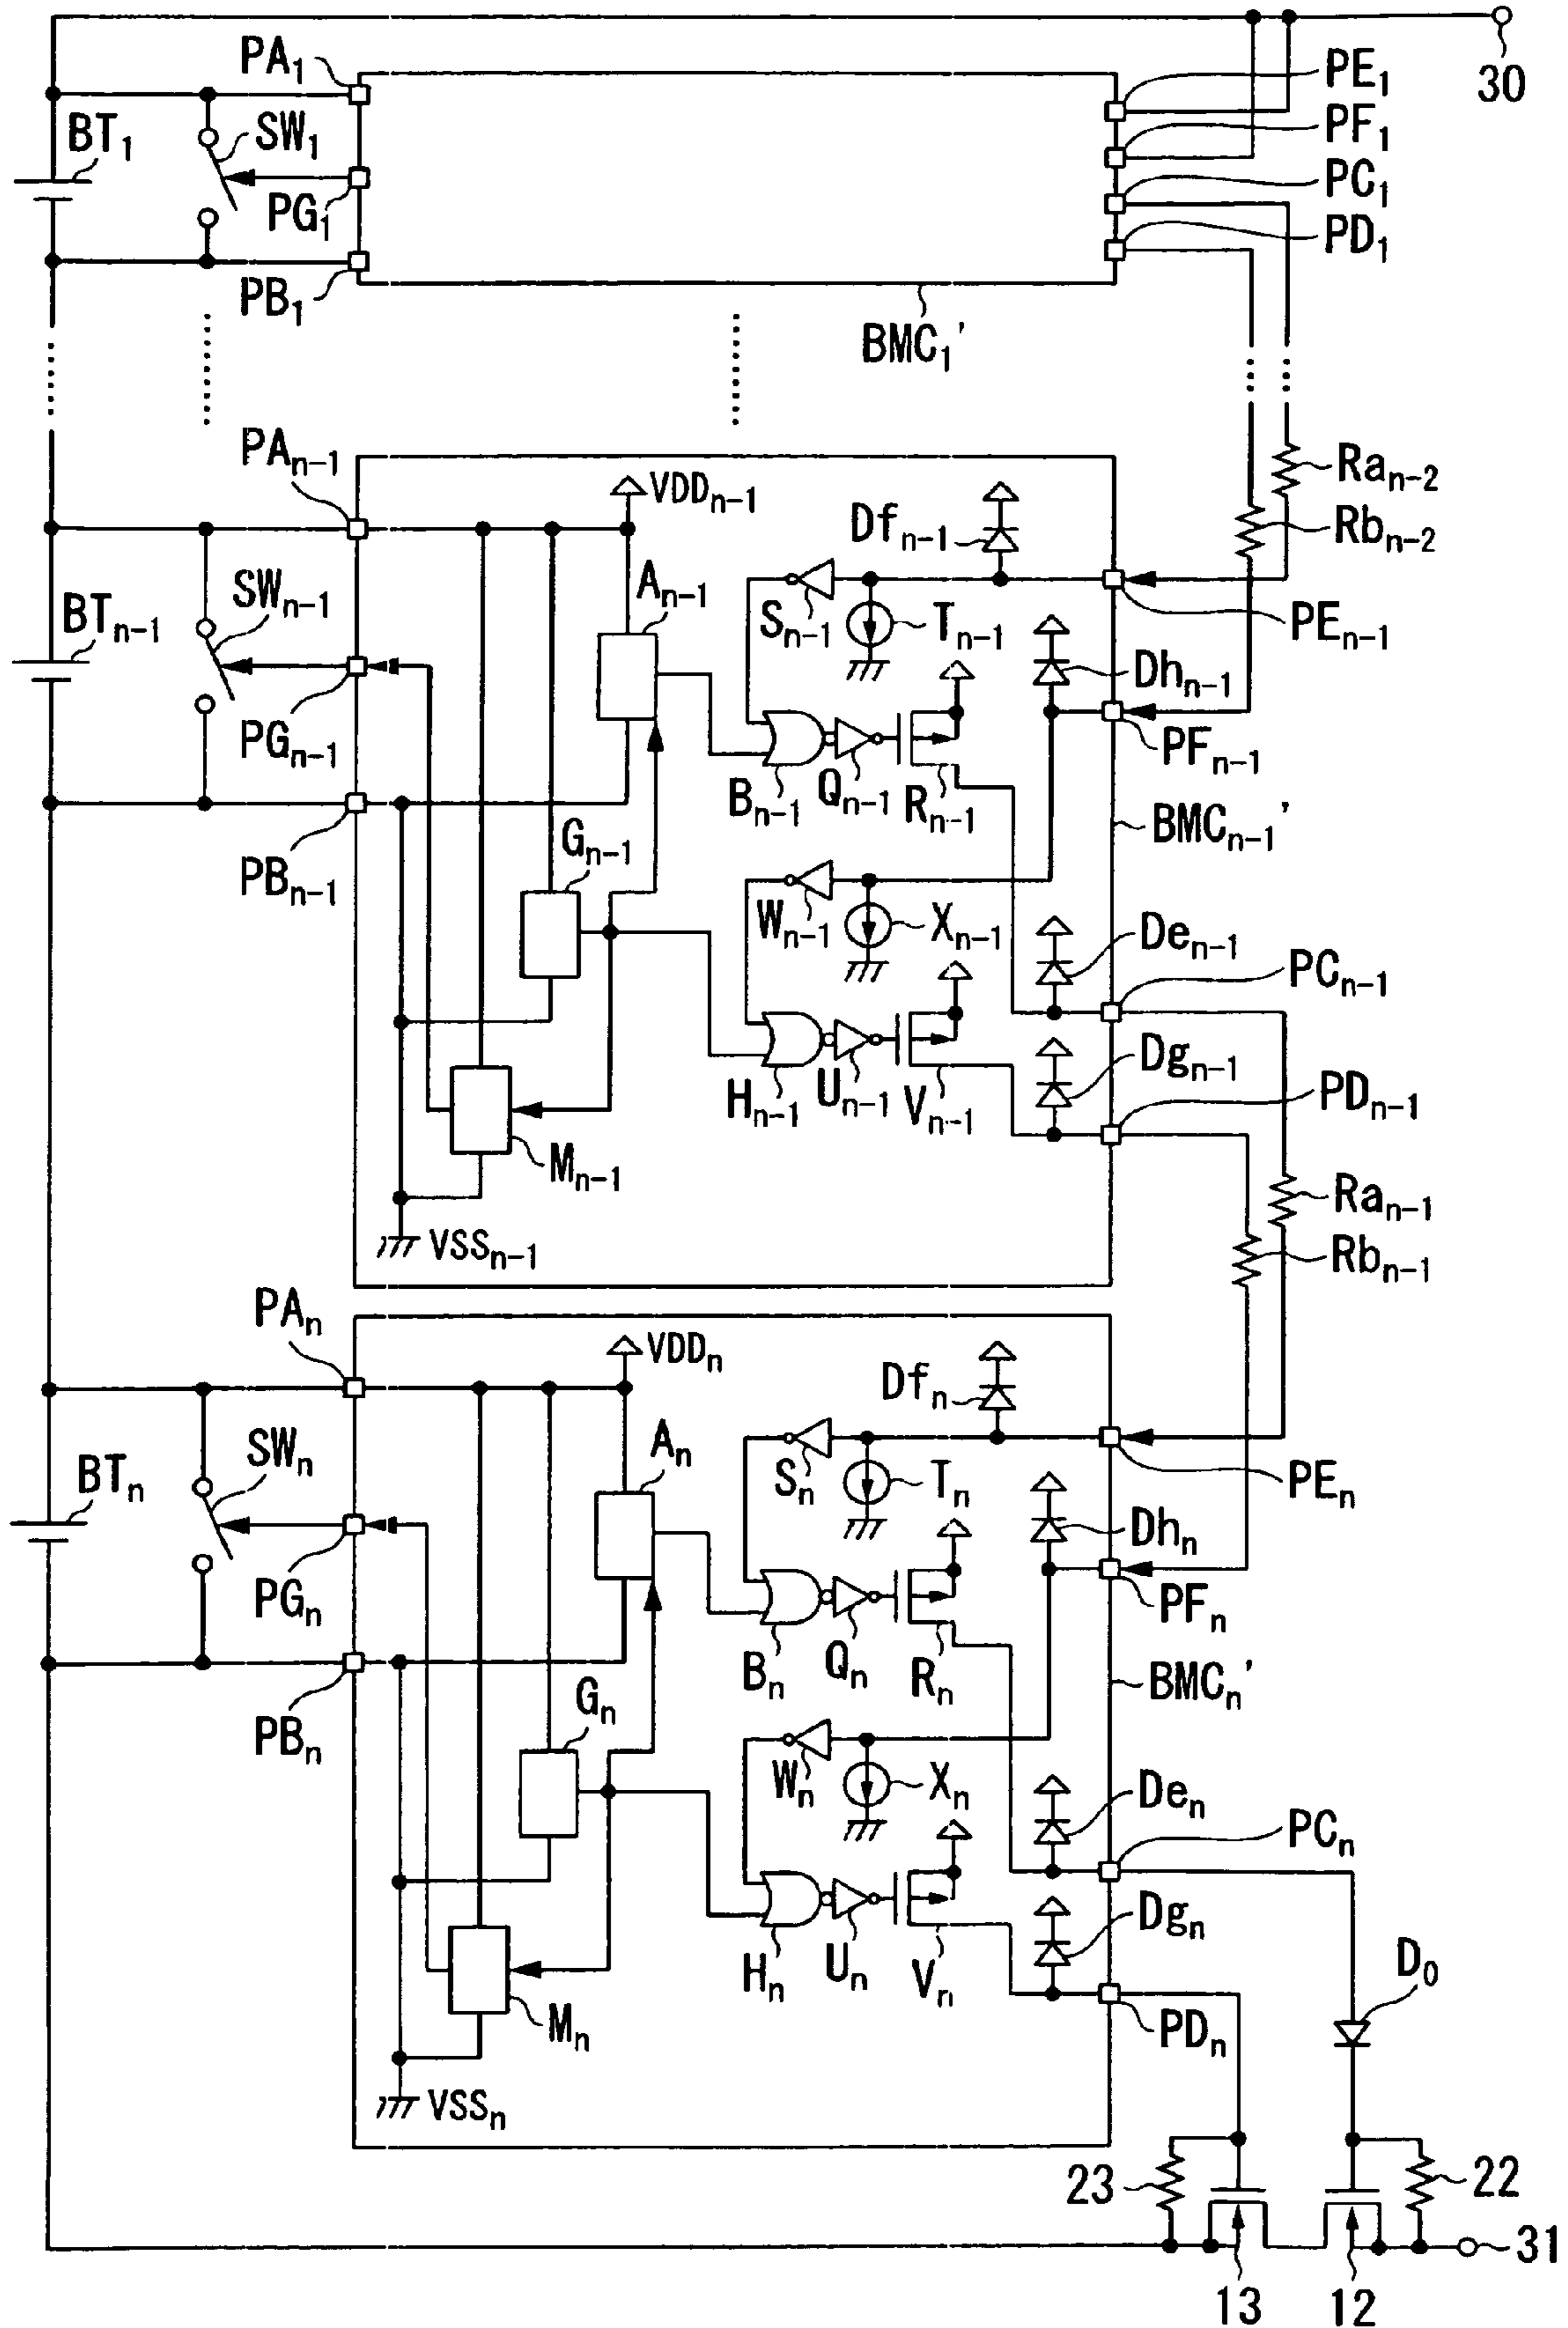 30
PA1
PE1
BT1
SW1
PF1
PG1
PC1
PD1
PB1
BMC1'
PAn-1
VDDn-1
Ran-2
Dfn-1
Rbn-2
An-1
BTn-1
SWn-1
Sn-1
Tn-1
PEn-1
Dhn-1
PGn-1
PFn-1
Bn-1
Qn-1
Rn-1
BMCn-1'
PBn-1
Gn-1
Wn-1
Xn-1
Den-1
PCn-1
Dgn-1
Hn-1
Un-1
Vn-1
PDn-1
Mn-1
Ran-1
VSSn-1
Rbn-1
PAn
VDDn
Dfn
An
BTn
SWn
Sn
Tn
PEn
Dhn
PGn
PFn
Bn
Qn
Rn
BMCn'
PBn
Gn
Wn
Xn
Den
PCn
Dgn
Hn
Un
Vn
D0
Mn
PDn
VSSn
23
22
31
13
12